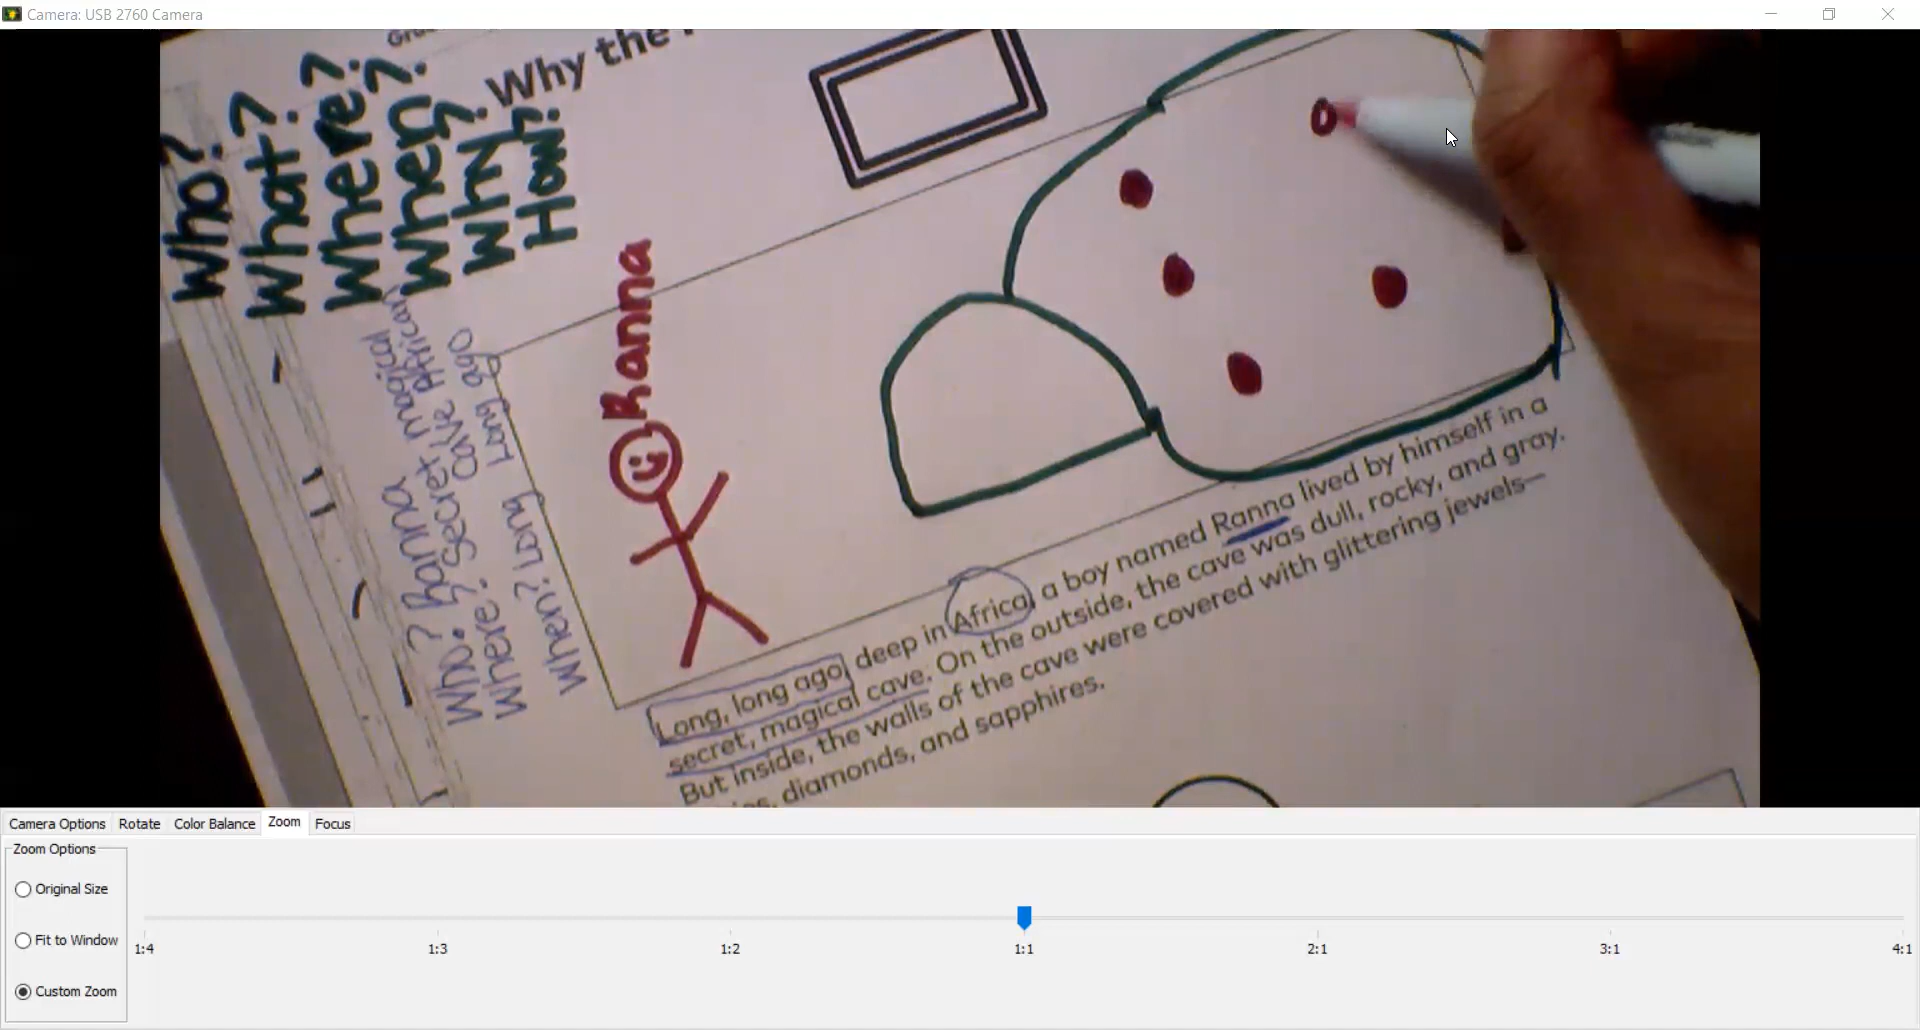 Camera: USB 2760 Camera
Why the
Who?
What?
Where?
When?
Why?
How?
Who? Ranna
Where? Secret, magical
cave African
When? Long, Long ago
Ranna
Long, long ago, deep in Africa, a boy named Ranna lived by himself in a
secret, magical cave. On the outside, the cave was dull, rocky, and gray.
But inside, the walls of the cave were covered with glittering jewels—
diamonds, and sapphires.
Camera Options
Rotate
Color Balance
Zoom
Focus
Zoom Options
Original Size
Fit to Window
Custom Zoom
1:4
1:3
1:2
1:1
2:1
3:1
4:1